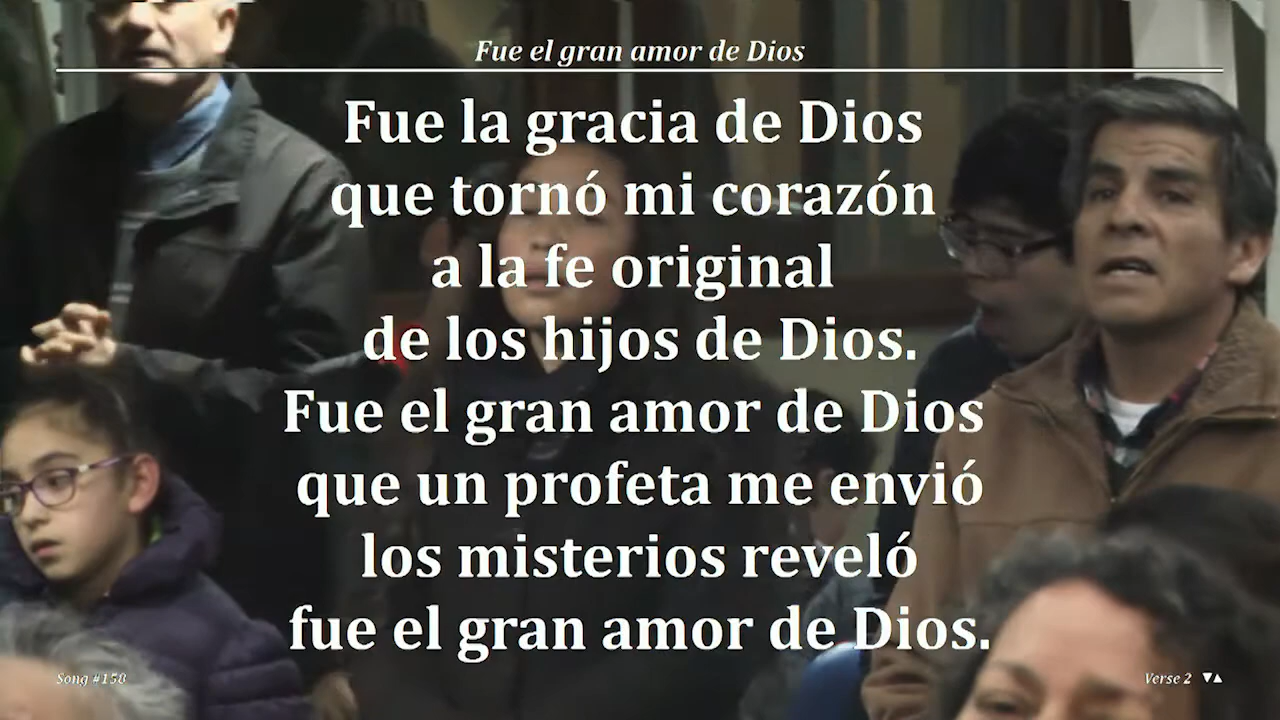 Fue el gran amor de Dios
Fue la gracia de Dios
que tornó mi corazón
a la fe original
de los hijos de Dios.
Fue el gran amor de Dios
que un profeta me envió
los misterios reveló
fue el gran amor de Dios.
Song #158
Verse 2 ▼▲